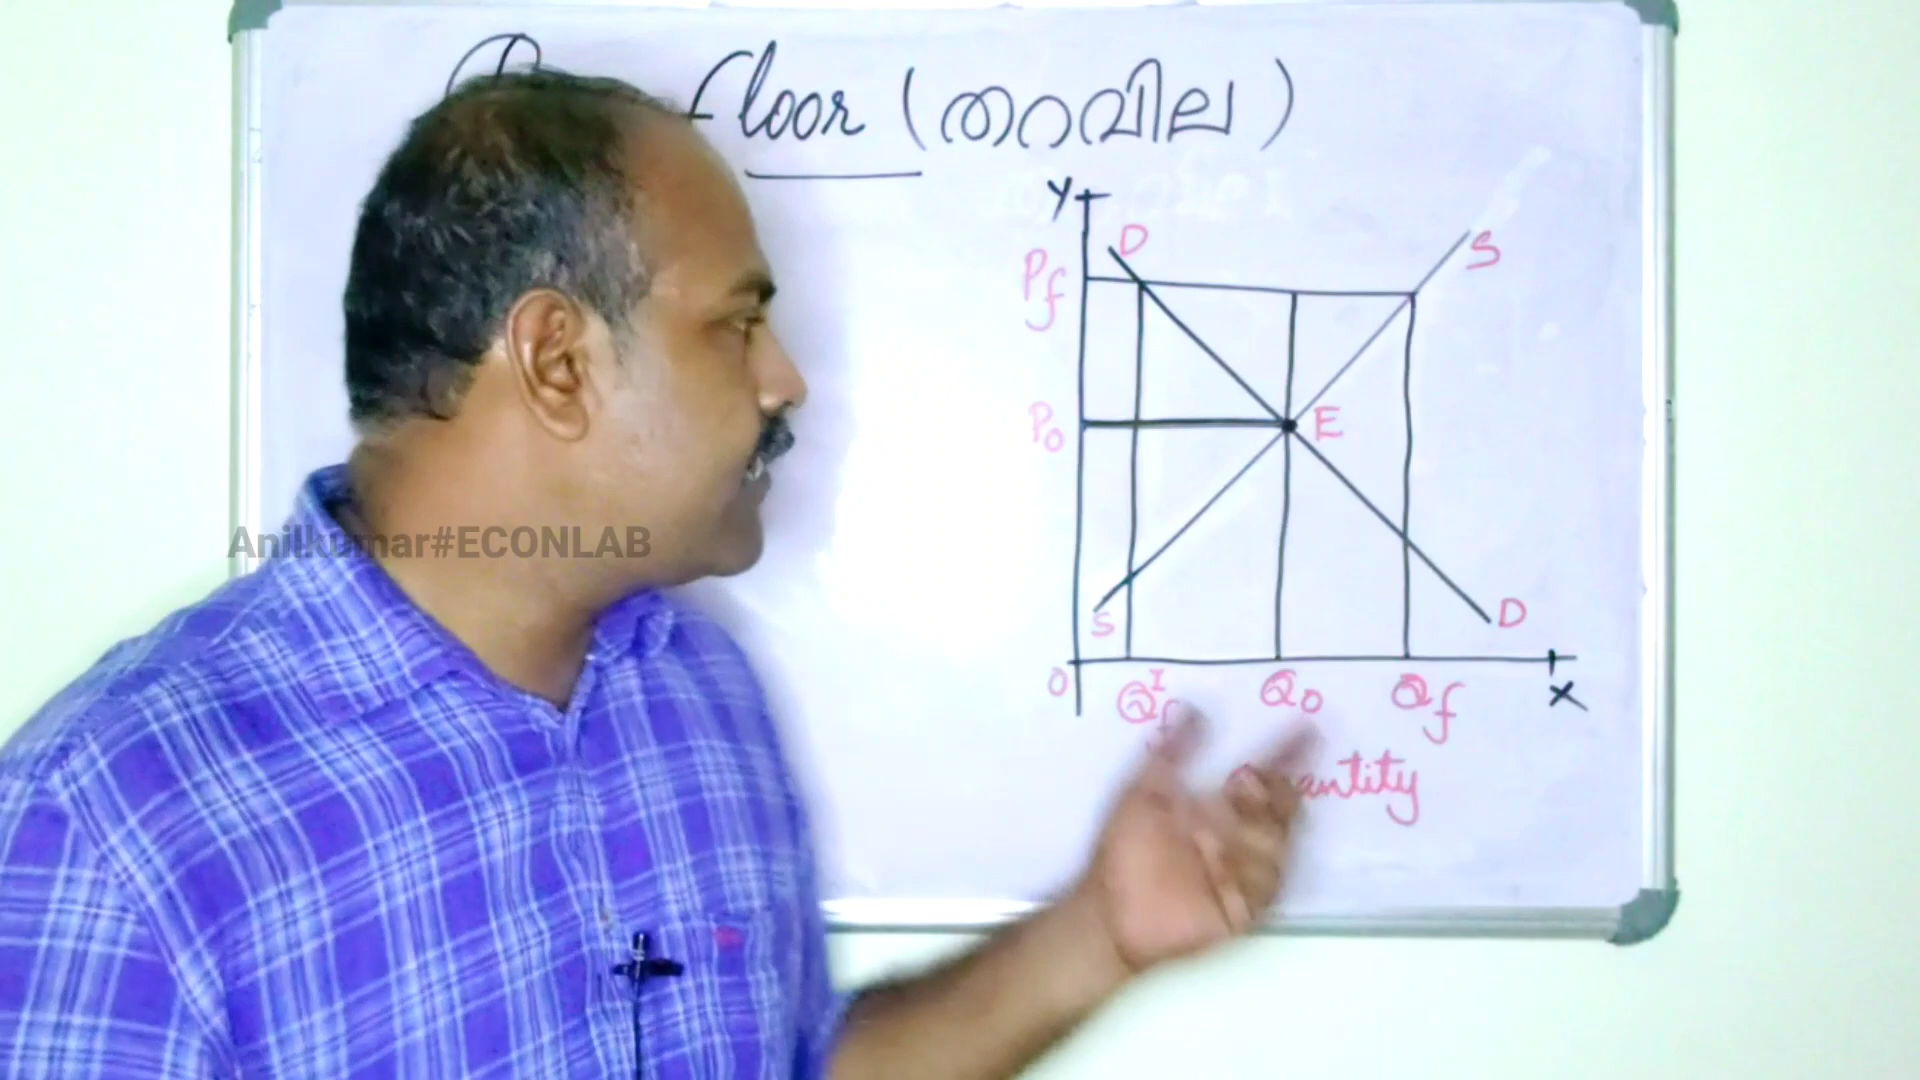 Floor (തറവില)
Y
D
S
Pf
P0
E
S
D
0
Q0
Qf
X
Anilkumar#ECONLAB